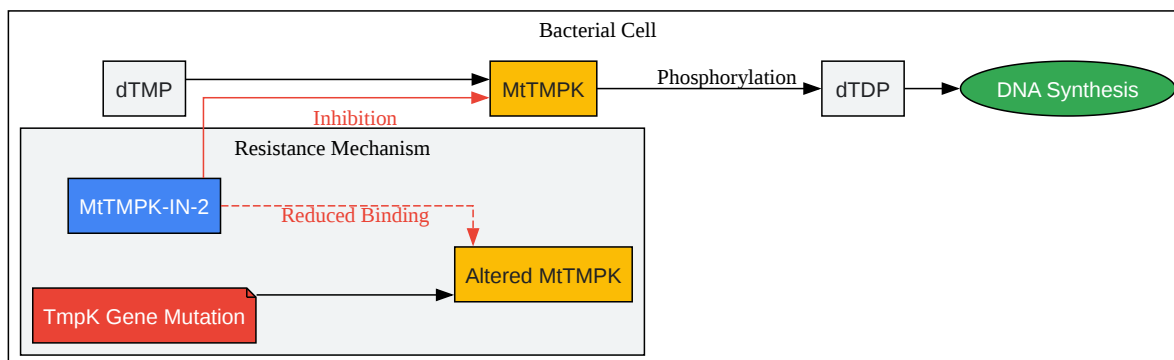 Bacterial Cell
dTMP
MtTMPK
Phosphorylation
dTDP
DNA Synthesis
Inhibition
Resistance Mechanism
MtTMPK-IN-2
Reduced Binding
Altered MtTMPK
TmpK Gene Mutation